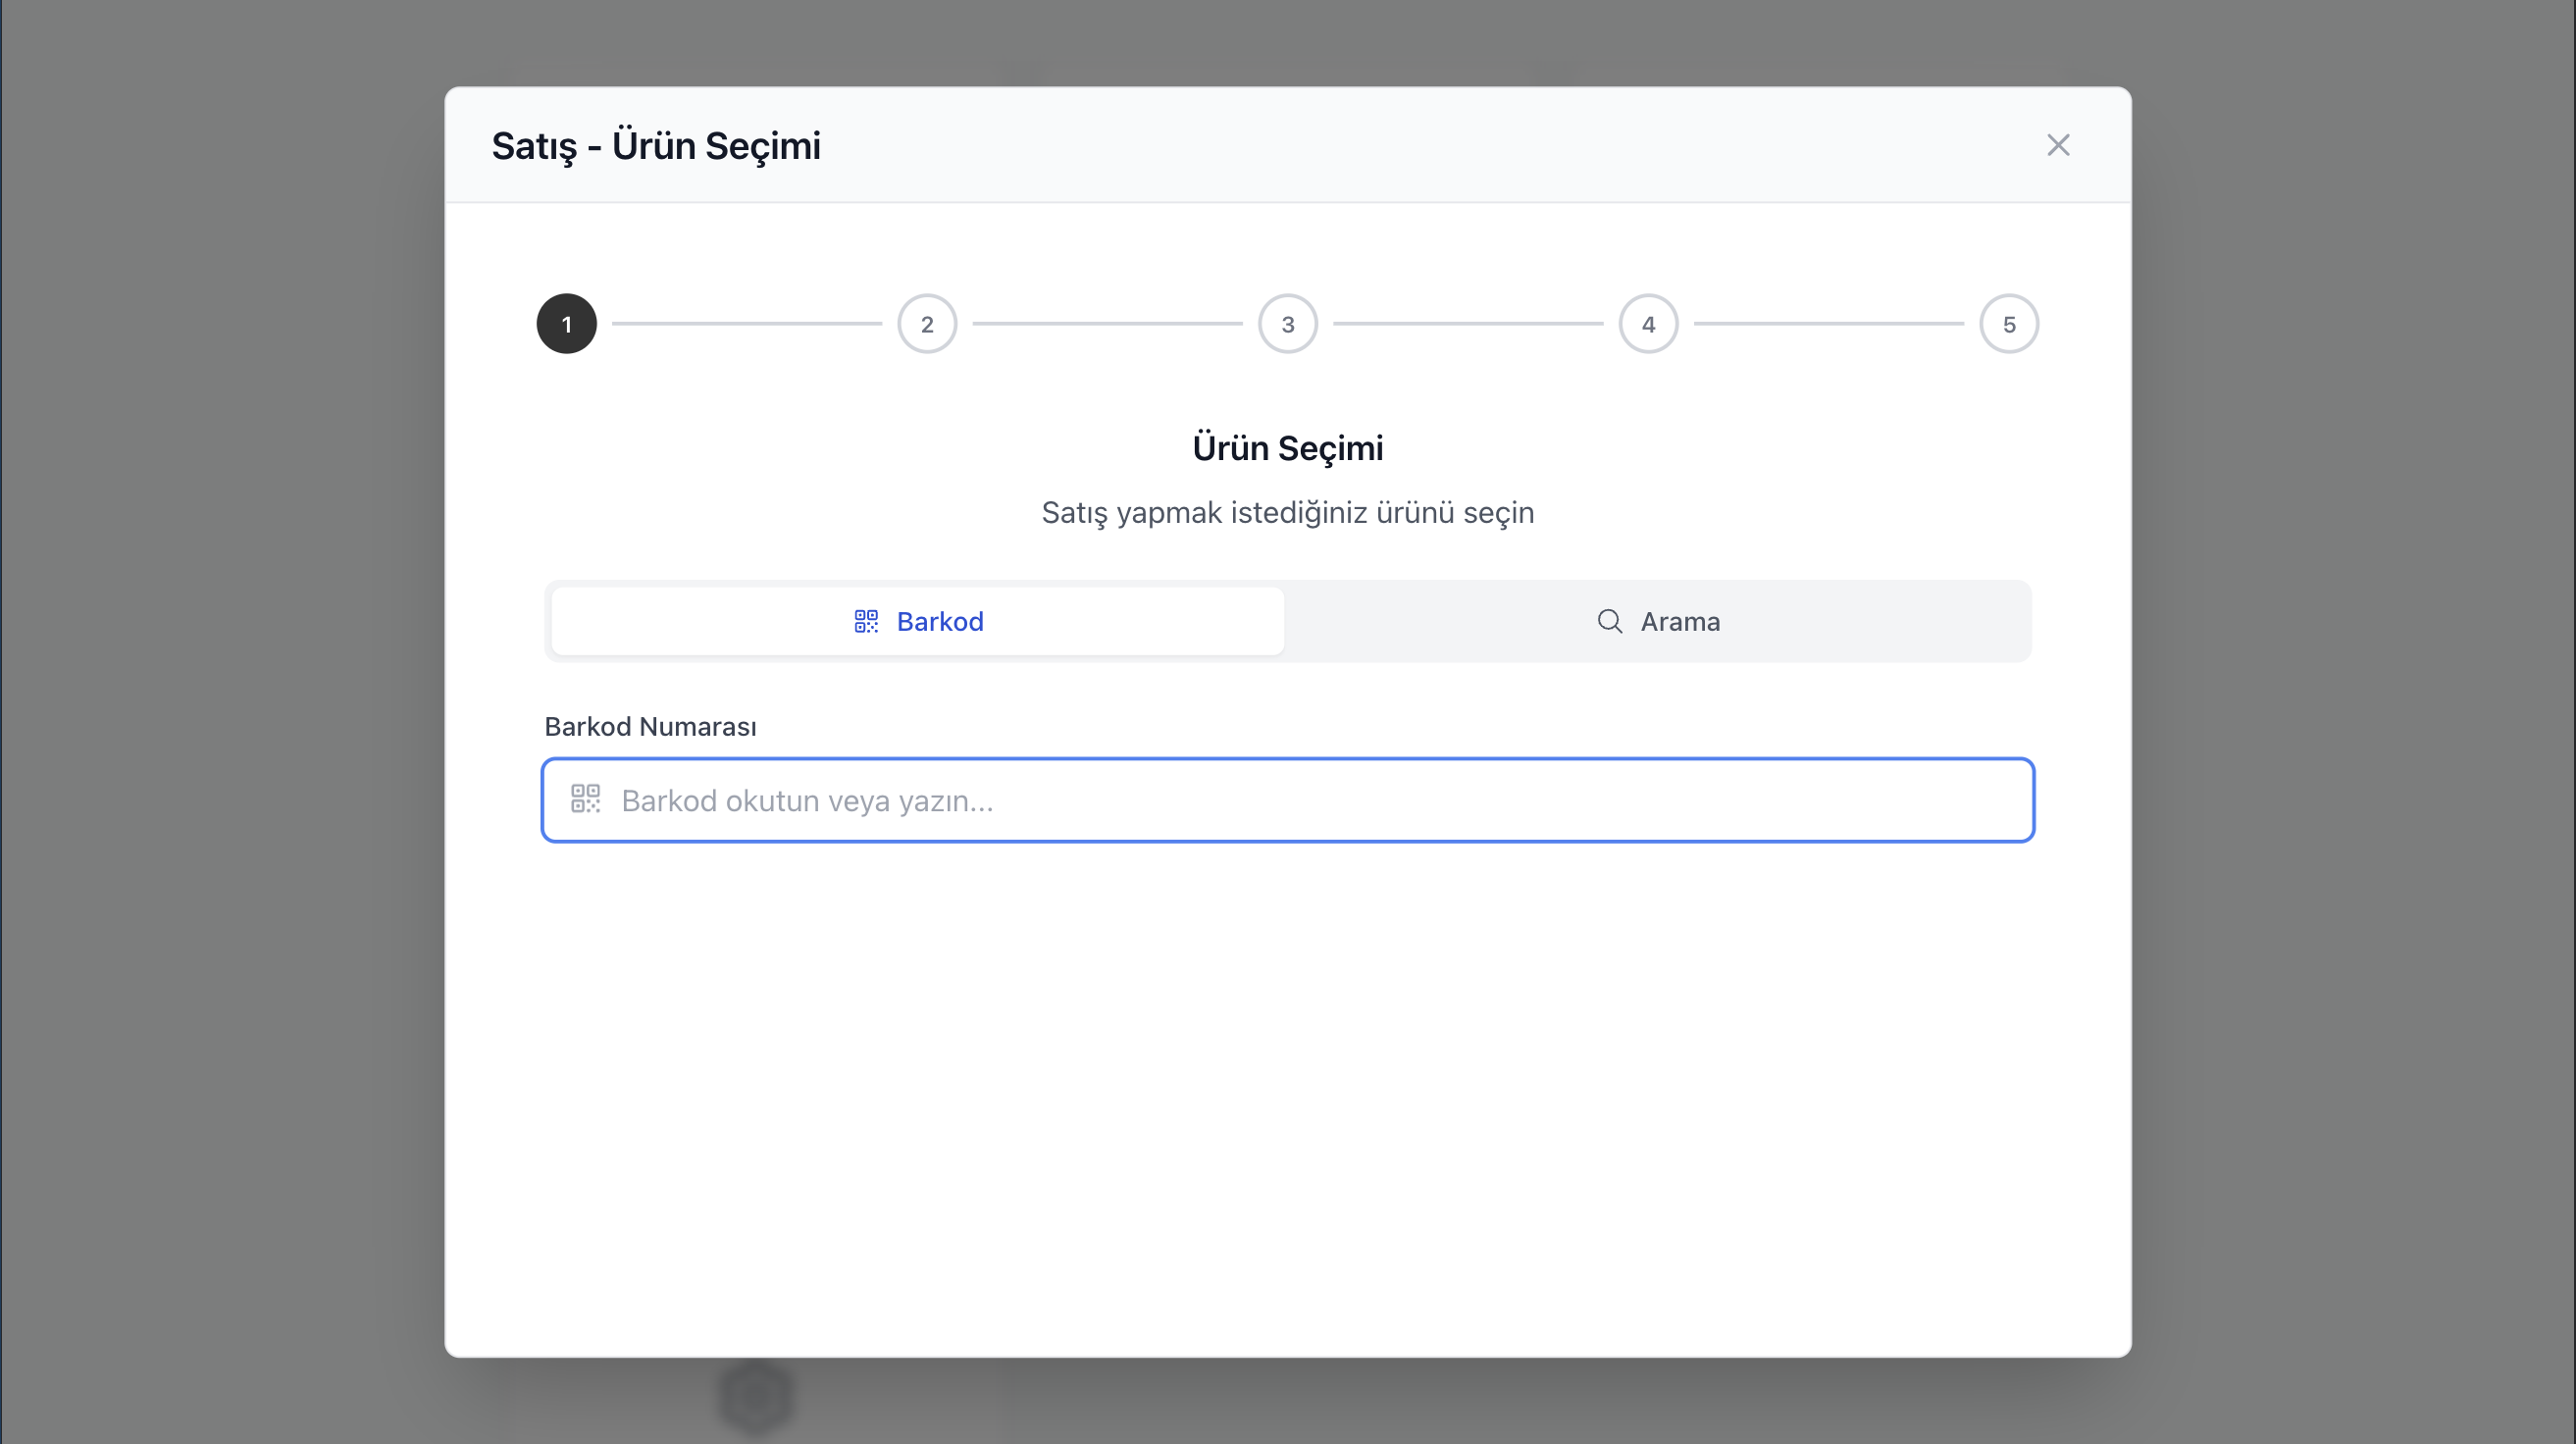 Satış - Ürün Seçimi
1
2
3
4
5
Ürün Seçimi
Satış yapmak istediğiniz ürünü seçin
Barkod
Arama
Barkod Numarası
Barkod okutun veya yazın...